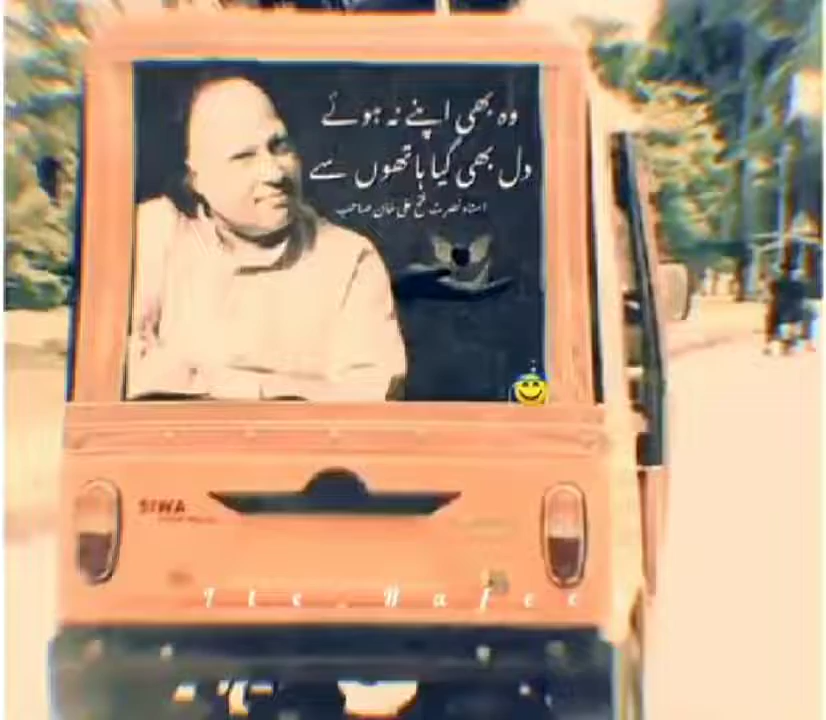 وہ بھی اپنے نہ ہوئے
دل بھی گیا ہاتھوں سے
استاد نصرت فتح علی خان صاحب
SIWA